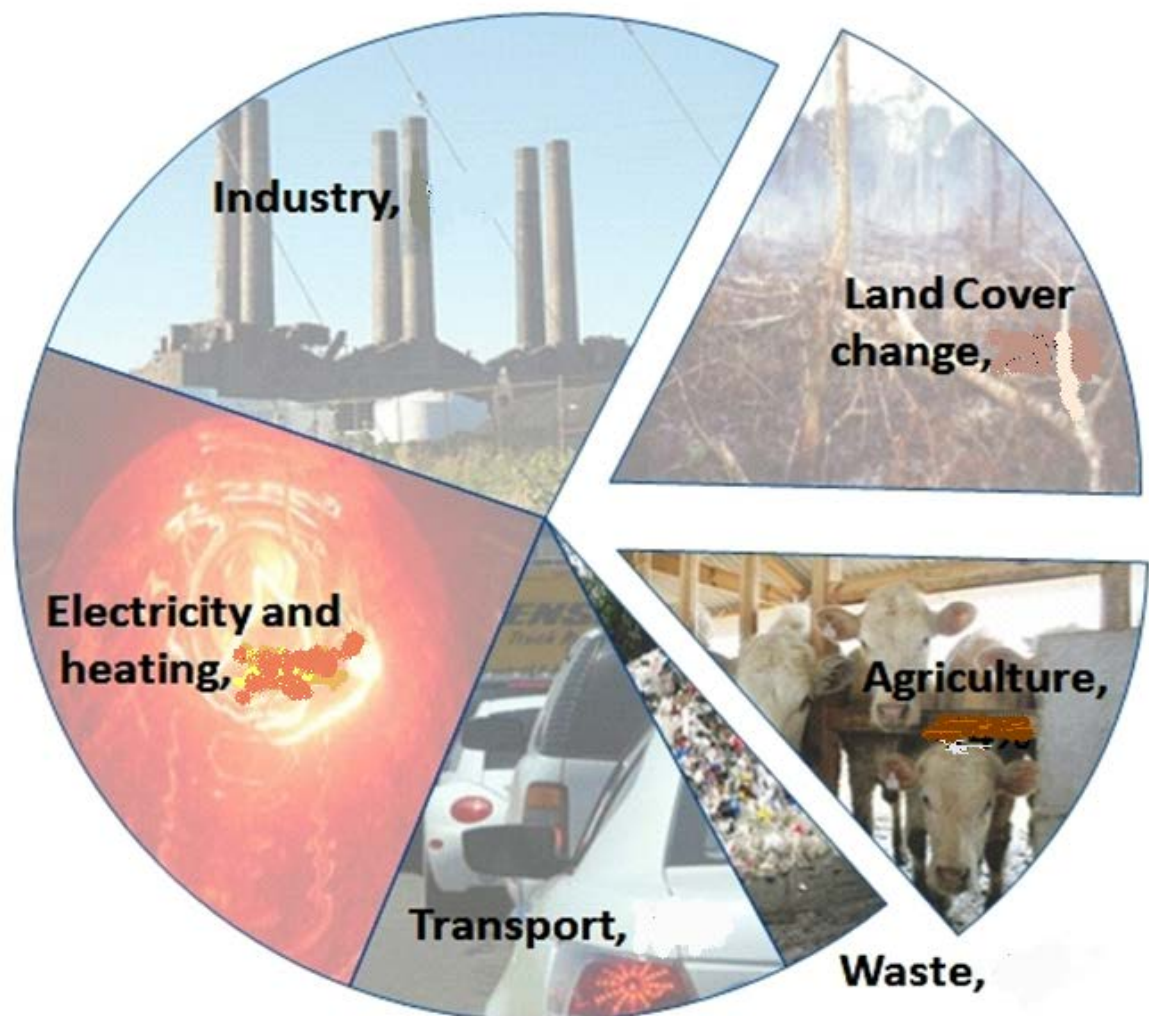 Industry,
Land Cover
change,
Electricity and
heating,
Agriculture,
Transport,
Waste,